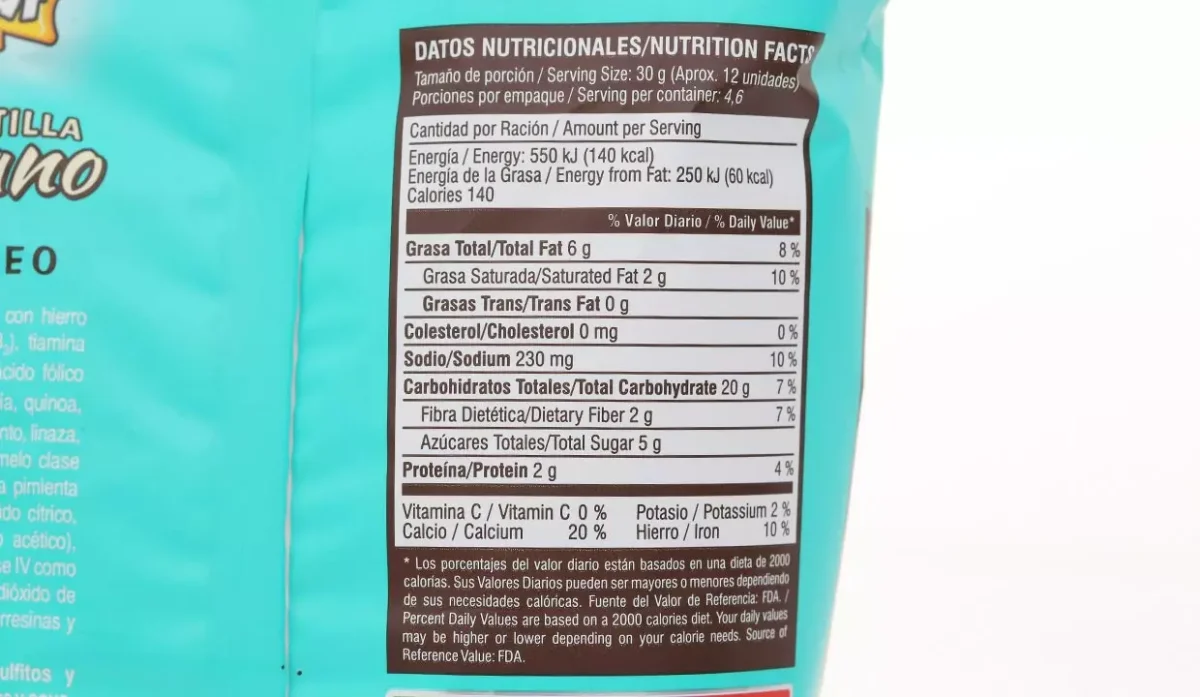 TILLA
ano
EO
con hierro
tiamina
cido fólico
ía, quinoa,
nto, linaza,
melo clase
a pimienta
do cítrico,
o acético),
se IV como
dióxido de
rresinas y
ulfitos y
DATOS NUTRICIONALES/NUTRITION FACTS
Tamaño de porción / Serving Size: 30 g (Aprox. 12 unidades)
Porciones por empaque / Serving per container: 4,6
Cantidad por Ración / Amount per Serving
Energía / Energy: 550 kJ (140 kcal)
Energía de la Grasa / Energy from Fat: 250 kJ (60 kcal)
Calories 140
% Valor Diario / % Daily Value*
Grasa Total/Total Fat 6 g 8 %
Grasa Saturada/Saturated Fat 2 g 10 %
Grasas Trans/Trans Fat 0 g
Colesterol/Cholesterol 0 mg 0 %
Sodio/Sodium 230 mg 10 %
Carbohidratos Totales/Total Carbohydrate 20 g 7 %
Fibra Dietética/Dietary Fiber 2 g 7 %
Azúcares Totales/Total Sugar 5 g
Proteína/Protein 2 g 4 %
Vitamina C / Vitamin C 0 % Potasio / Potassium 2 %
Calcio / Calcium 20 % Hierro / Iron 10 %
* Los porcentajes del valor diario están basados en una dieta de 2000
calorías. Sus Valores Diarios pueden ser mayores o menores dependiendo
de sus necesidades calóricas. Fuente del Valor de Referencia: FDA. /
Percent Daily Values are based on a 2000 calories diet. Your daily values
may be higher or lower depending on your calorie needs. Source of
Reference Value: FDA.